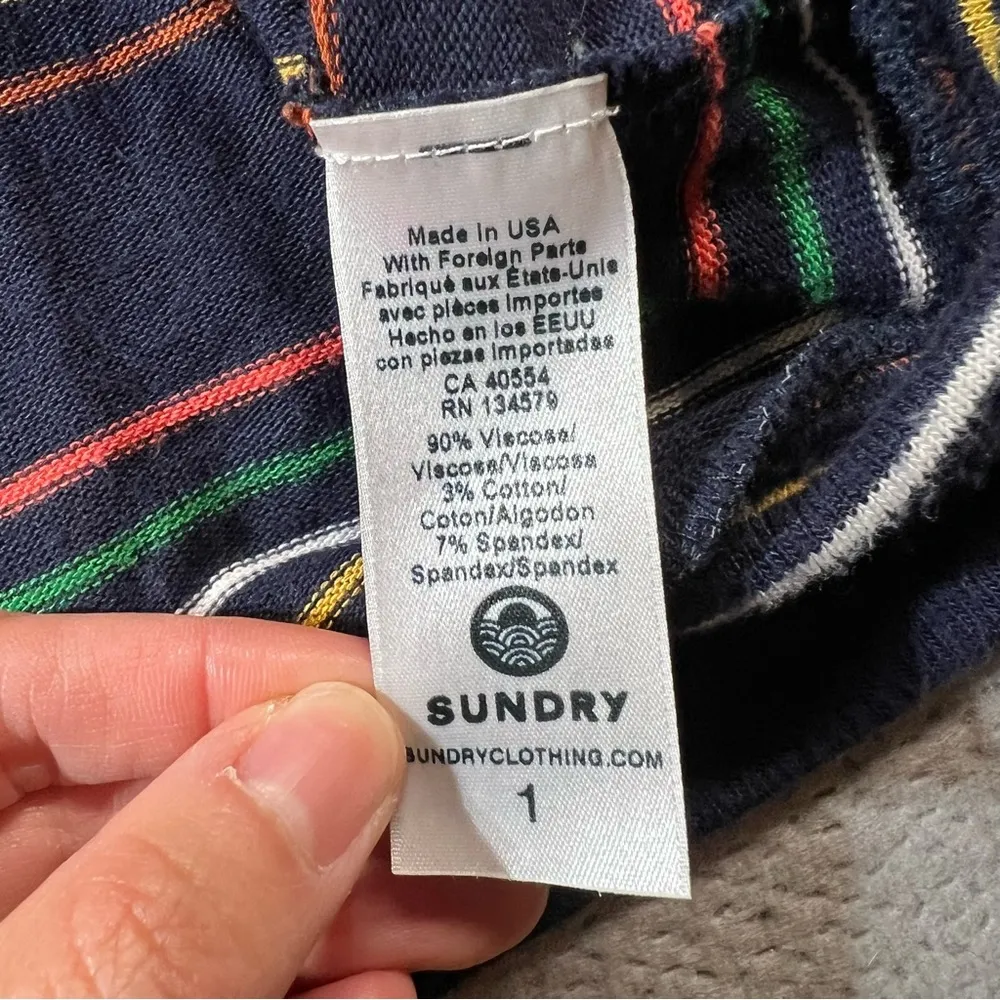 Made In USA
With Foreign Parts
Fabriqué aux États-Unis
avec pièces Importées
Hecho en los EEUU
con piezas Importadas
CA 40554
RN 134579
90% Viscose/
Viscose/Viscosa
3% Cotton/
Coton/Algodon
7% Spandex/
Spandex/Spandex
SUNDRY
SUNDRYCLOTHING.COM
1